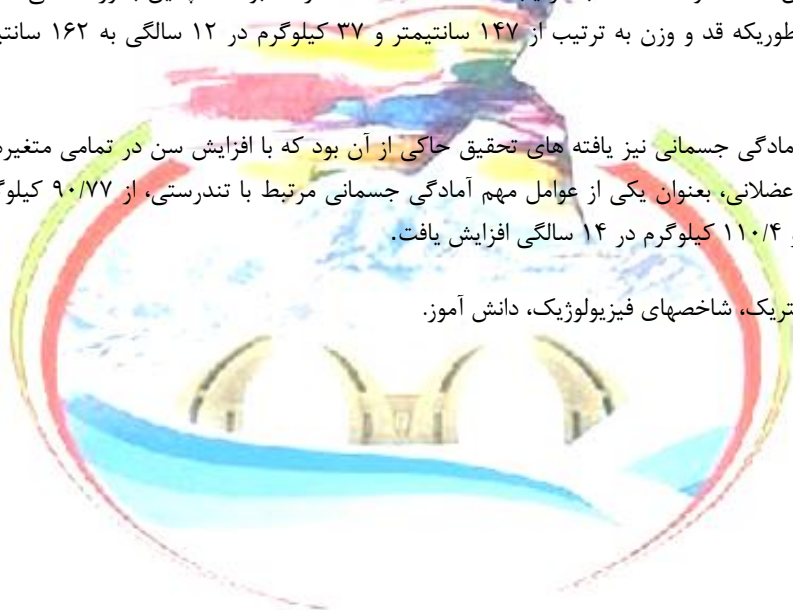 طوریکه قد و وزن به ترتیب از ۱۴۷ سانتیمتر و ۳۷ کیلوگرم در ۱۲ سالگی به ۱۶۲
مادگی جسمانی نیز یافته های تحقیق حاکی از آن بود که با افزایش سن در تمامی
عضلانی، بعنوان یکی از عوامل مهم آمادگی جسمانی مرتبط با تندرستی، از ۹۰/۷۷
و ۱۱۰/۴ کیلوگرم در ۱۴ سالگی افزایش یافت.
تریک، شاخصهای فیزیولوژیک، دانش آموز.